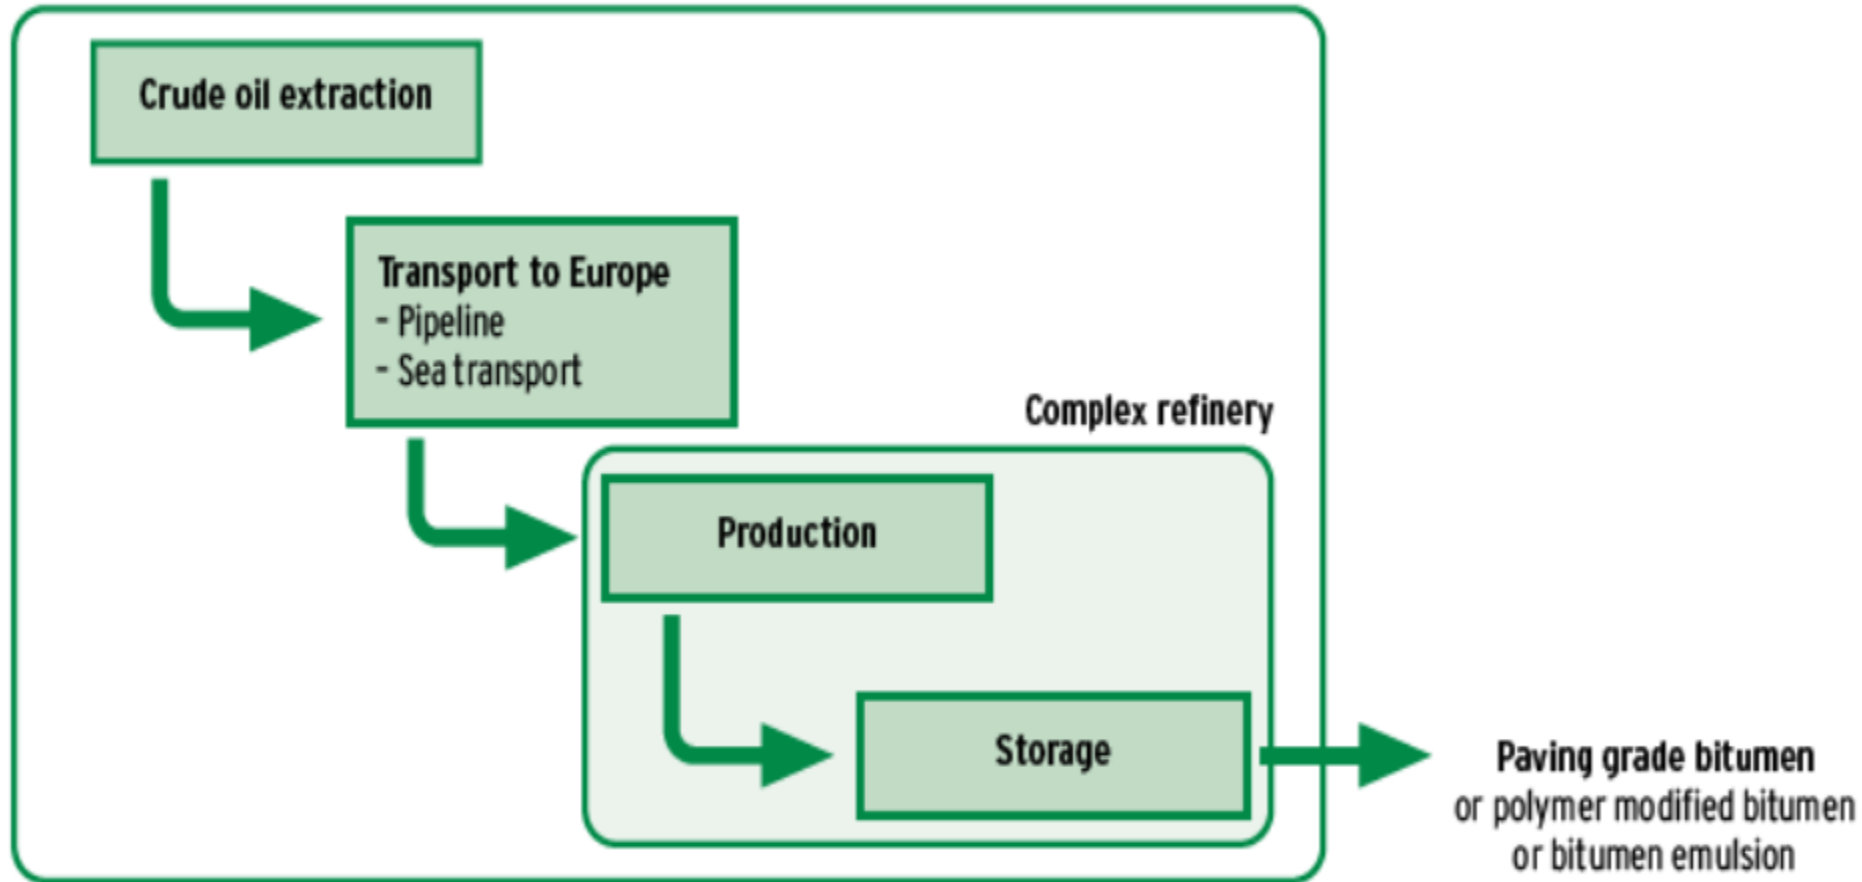 Crude oil extraction
Transport to Europe
- Pipeline
- Sea transport
Complex refinery
Production
Storage
Paving grade bitumen
or polymer modified bitumen
or bitumen emulsion